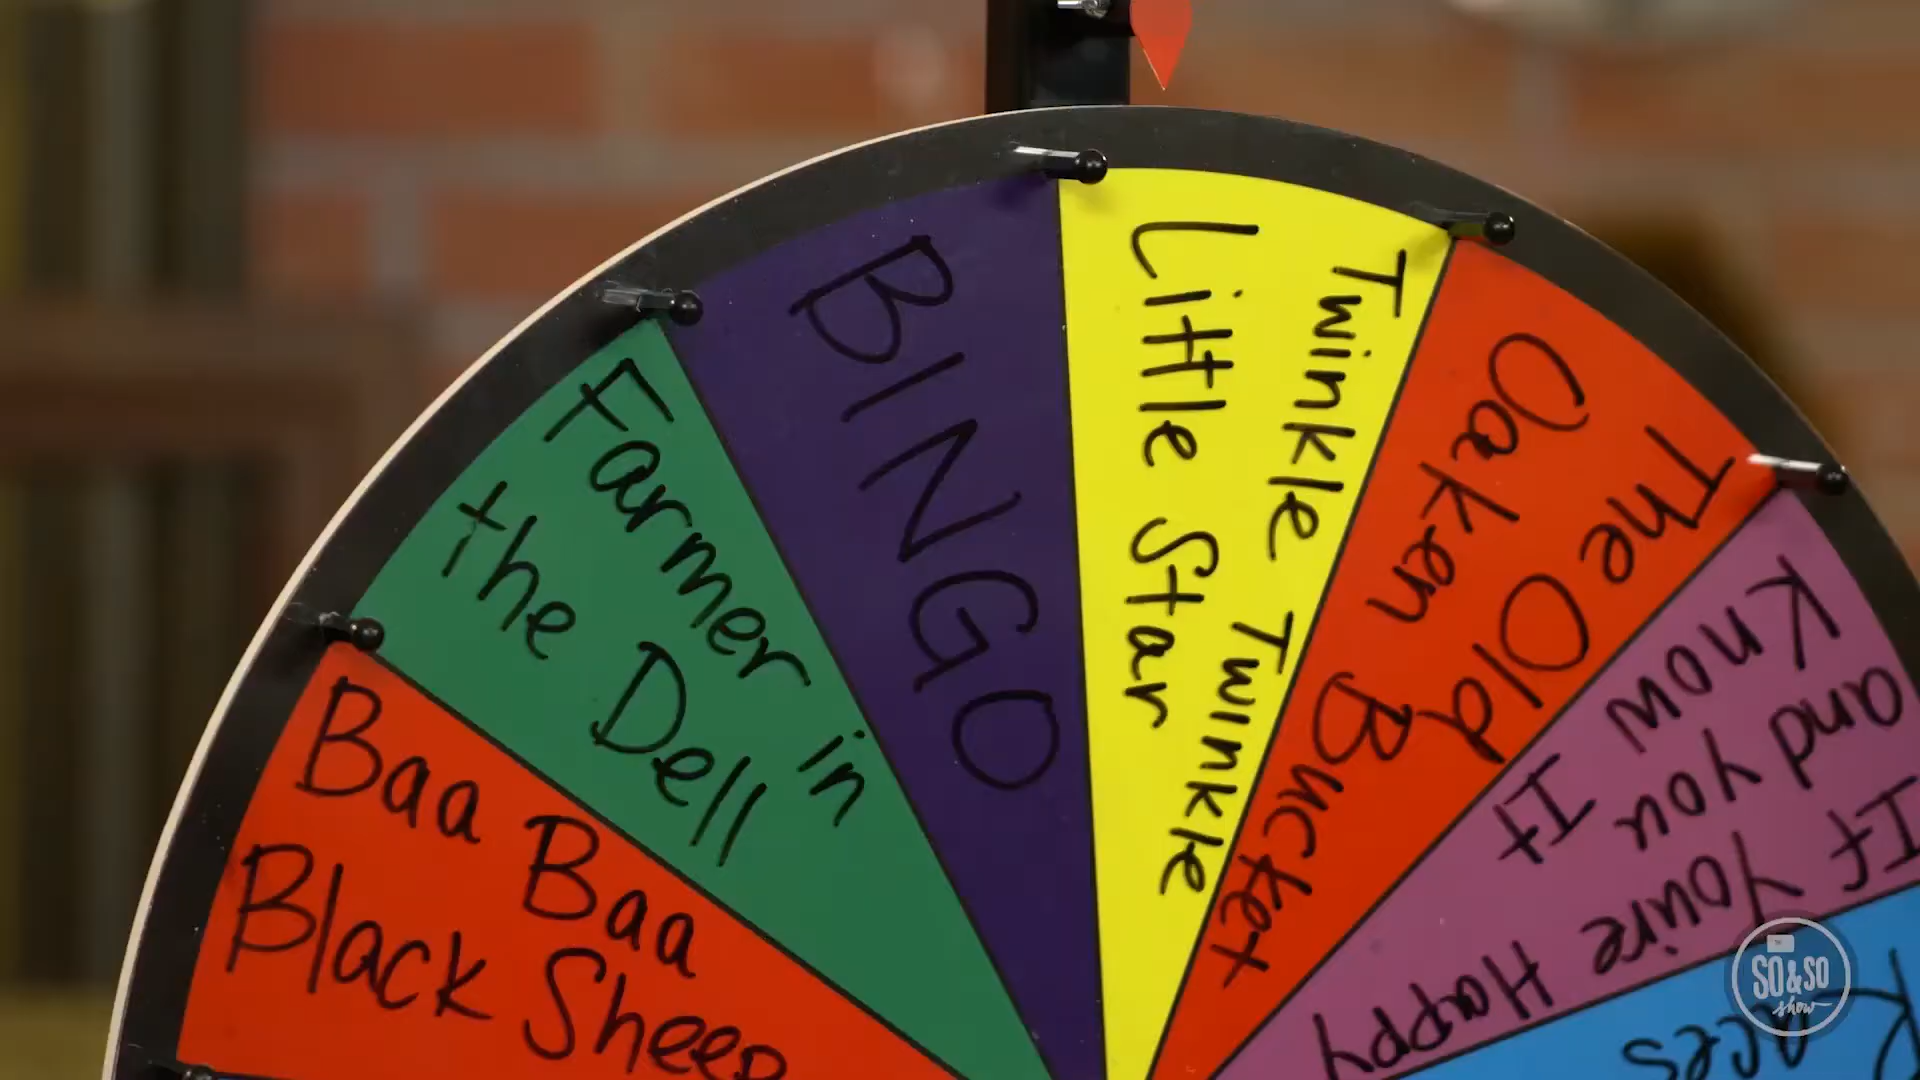 Baa Baa
Black Sheep
Farmer in
the Dell
BINGO
Twinkle Twinkle
Little Star
The Old
Oaken Bucket
If You're Happy
and you
Know It
SO & SO
show